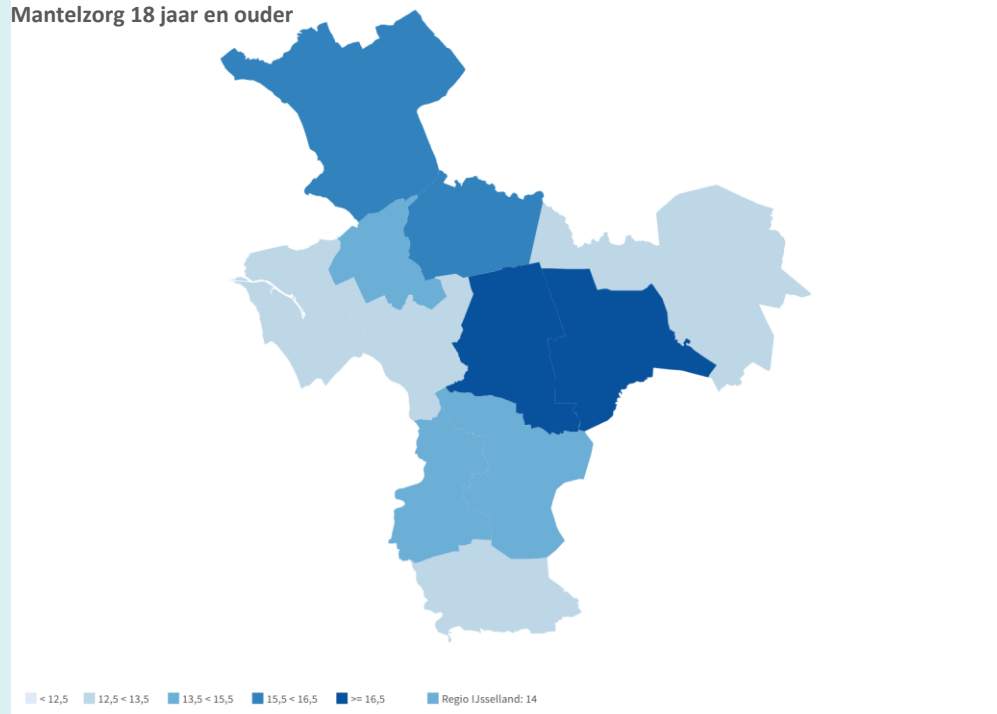 Mantelzorg 18 jaar en ouder
< 12,5 12,5 < 13,5 13,5 < 15,5 15,5 < 16,5 >= 16,5 Regio IJsselland: 14